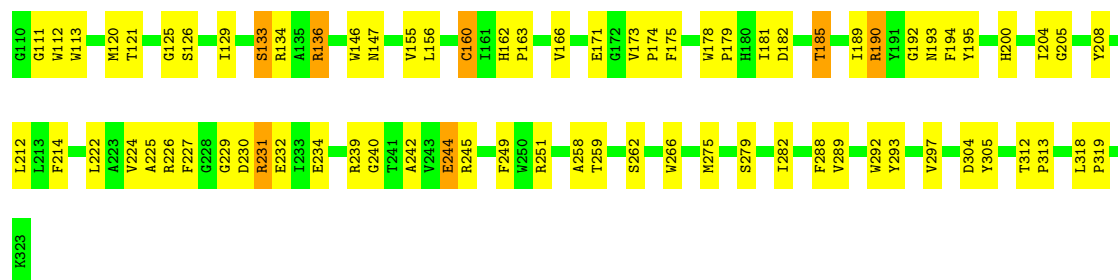 G110 G111 W112 W113 M120 T121 G125 S126 I129 S133 R134 A135 R136 W146 N147 V155 L156 C160 I161 H162 P163 V166 E171 G172 V173 P174 F175 W178 P179 H180 I181 D182 T185 I189 R190 Y191 G192 N193 F194 Y195 H200 I204 G205 Y208
L212 L213 F214 L222 A223 V224 A225 R226 F227 G228 G229 D230 R231 E232 I233 E234 R239 G240 T241 A242 V243 E244 R245 F249 W250 R251 A258 T259 S262 W266 M275 S279 I282 F288 V289 W292 Y293 V297 D304 Y305 T312 P313 L318 P319
K323